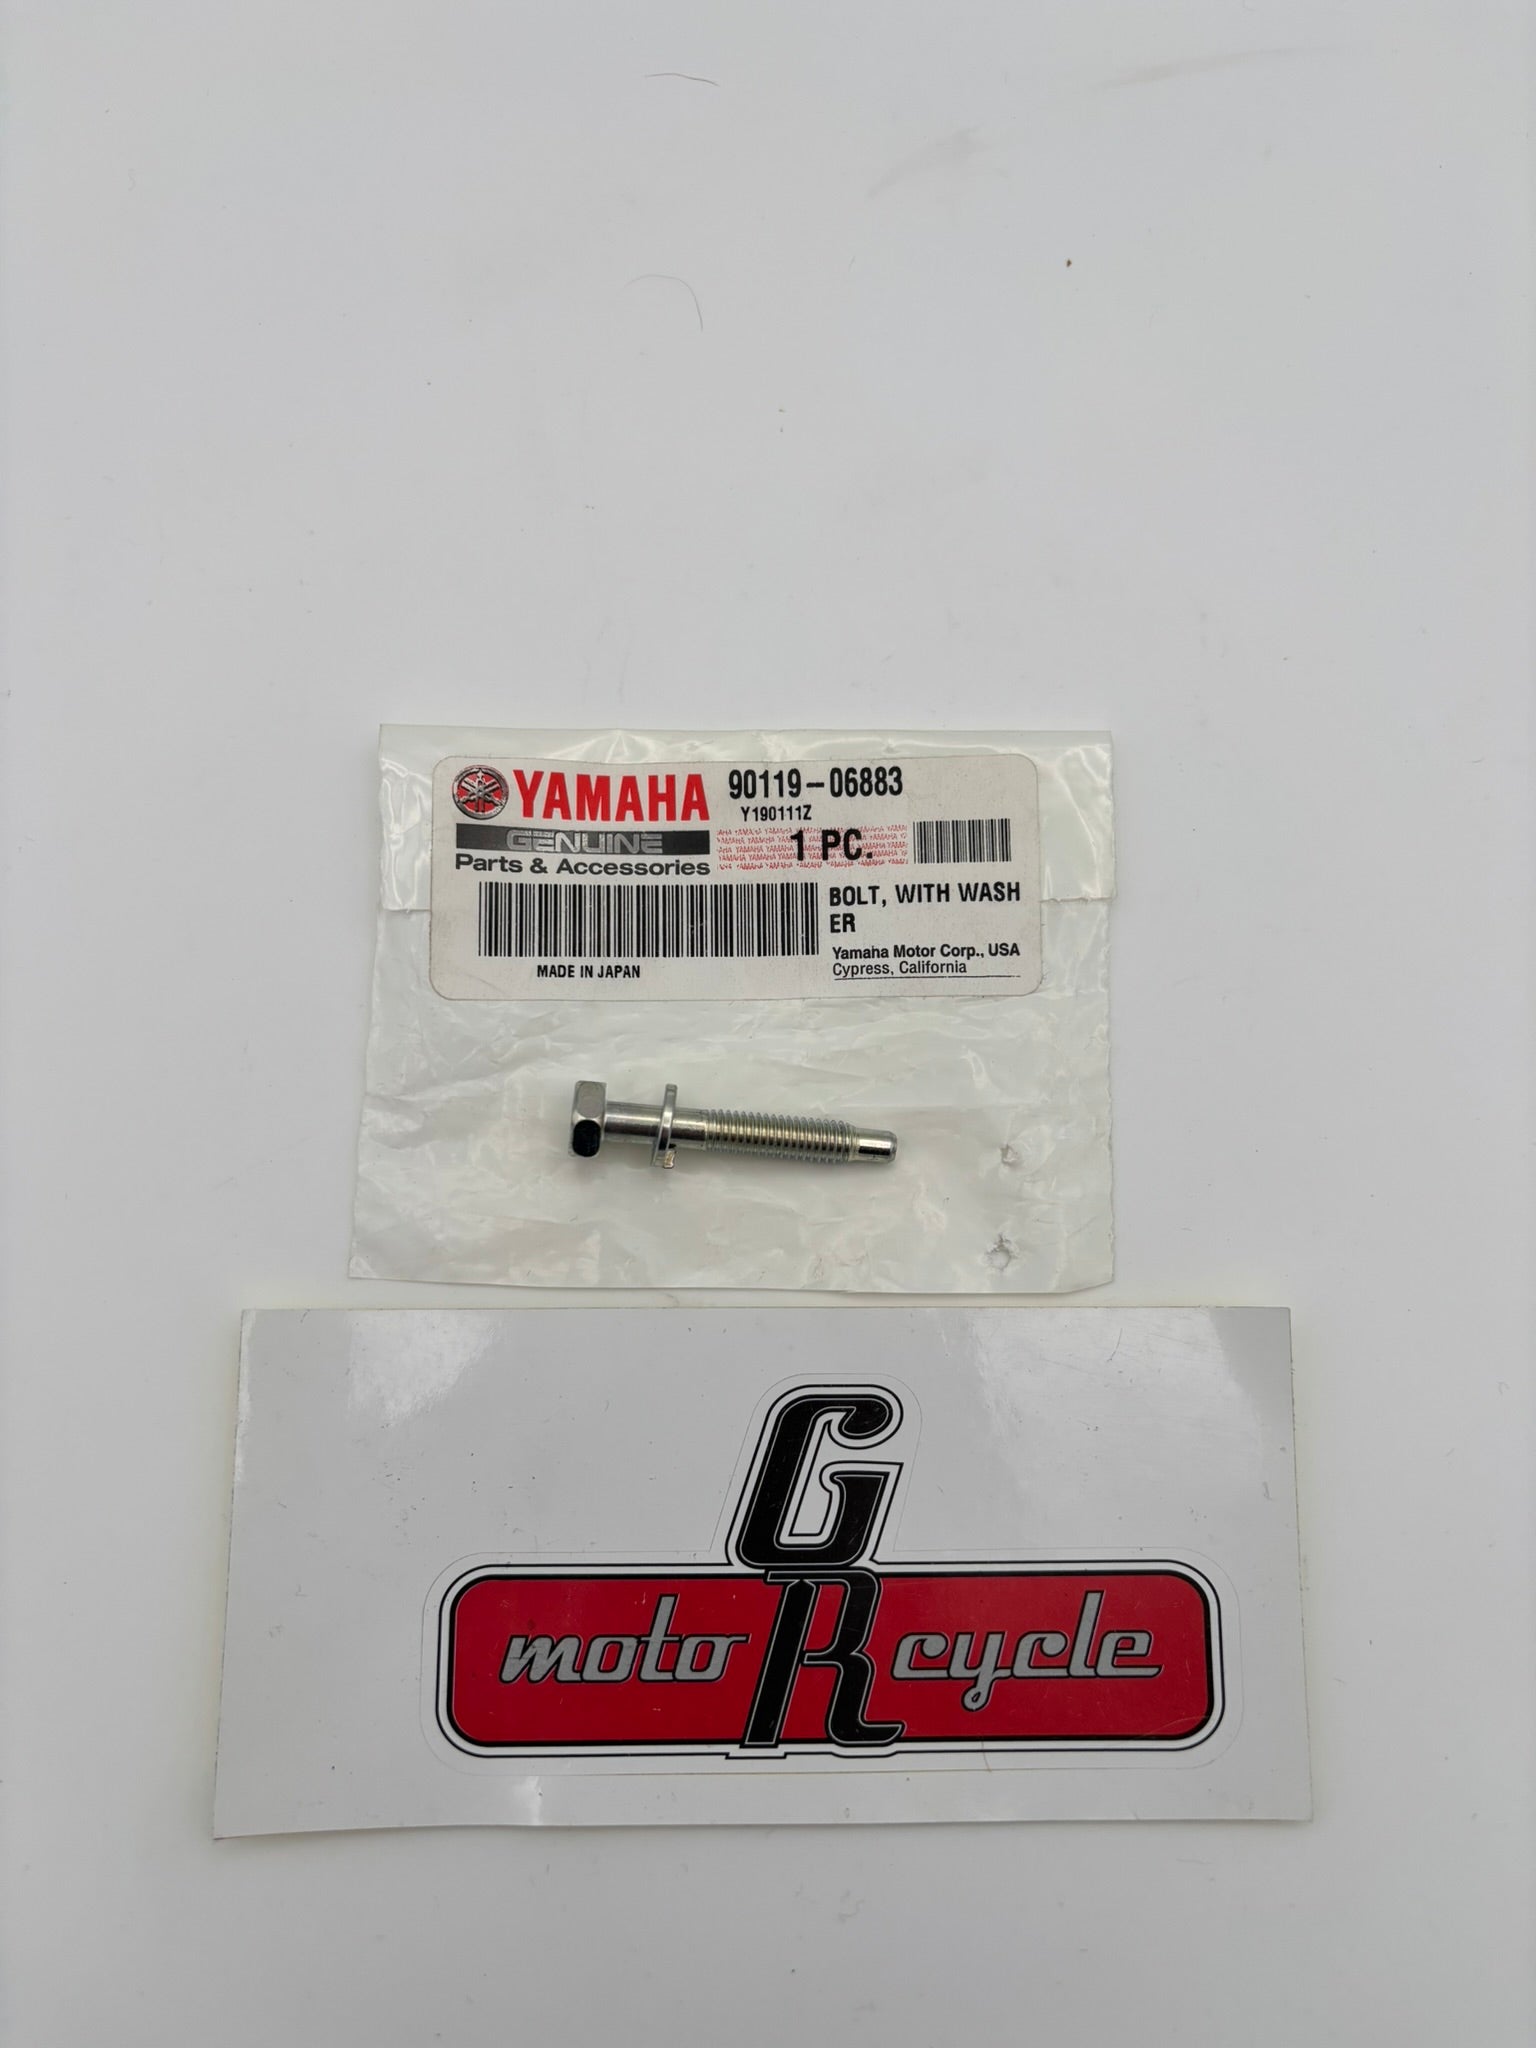 YAMAHA
90119-06883
Y190111Z
GENUINE
1 PC.
Parts & Accessories
BOLT, WITH WASH
ER
Yamaha Motor Corp., USA
Cypress, California
MADE IN JAPAN
GR
moto cycle